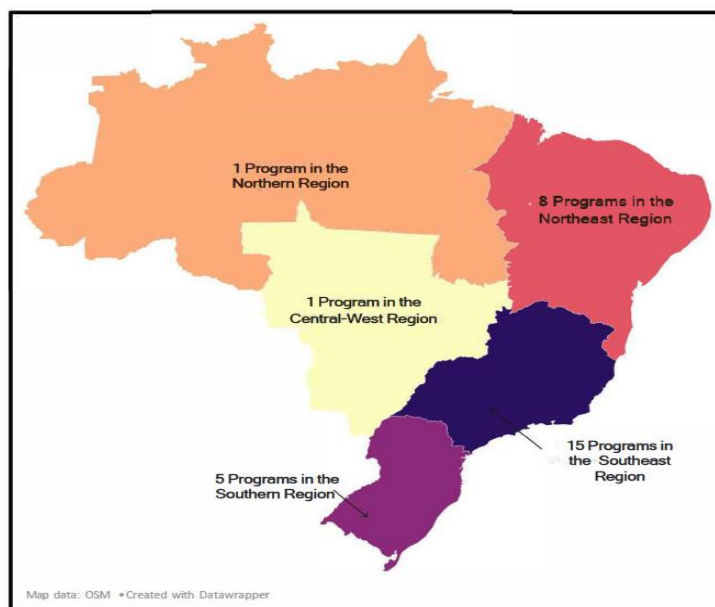 1 Program in the
Northern Region
8 Programs in the
Northeast Region
1 Program in the
Central-West Region
15 Programs in
the Southeast
Region
5 Programs in the
Southern Region
Map data: OSM • Created with Datawrapper